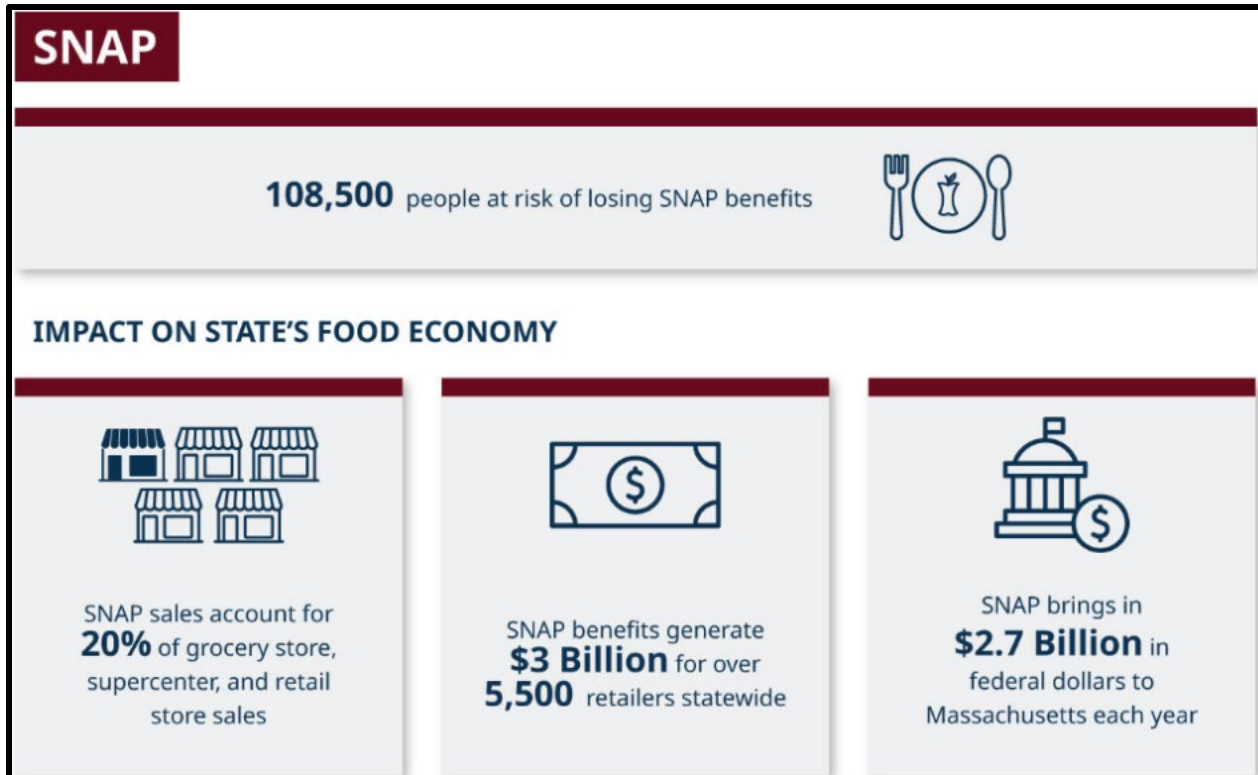 SNAP
108,500 people at risk of losing SNAP benefits
IMPACT ON STATE'S FOOD ECONOMY
SNAP sales account for
20% of grocery store,
supercenter, and retail
store sales
SNAP benefits generate
$3 Billion for over
5,500 retailers statewide
SNAP brings in
$2.7 Billion in
federal dollars to
Massachusetts each year